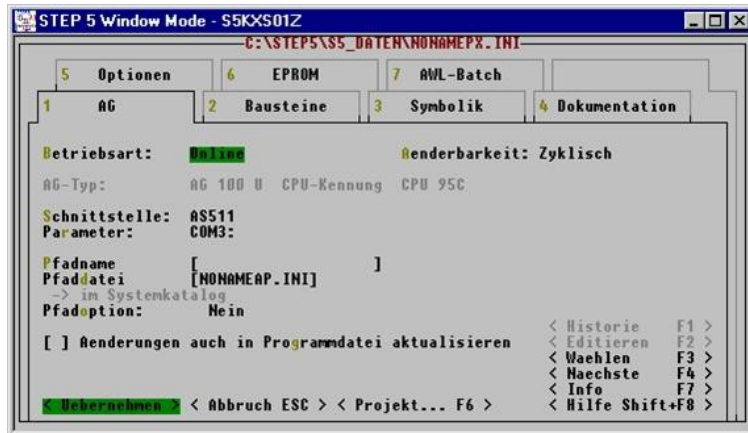 STEP 5 Window Mode - S5KXS01Z
C:\STEP5\S5_DATEN\NONAMEPX.INI
5 Optionen 6 EPROM 7 AWL-Batch
1 AG 2 Bausteine 3 Symbolik 4 Dokumentation
Betriebsart: Online Aenderbarkeit: Zyklisch
AG-Typ: AG 100 U CPU-Kennung CPU 95C
Schnittstelle: AS511
Parameter: COM3:
Pfadname [ ]
Pfaddatei [NONAMEAP.INI]
-> im Systemkatalog
Pfadoption: Nein
[ ] Aenderungen auch in Programmdatei aktualisieren
< Historie F1 >
< Editieren F2 >
< Waehlen F3 >
< Naechste F4 >
< Info F7 >
< Uebernehmen > < Abbruch ESC > < Projekt... F6 > < Hilfe Shift+F8 >